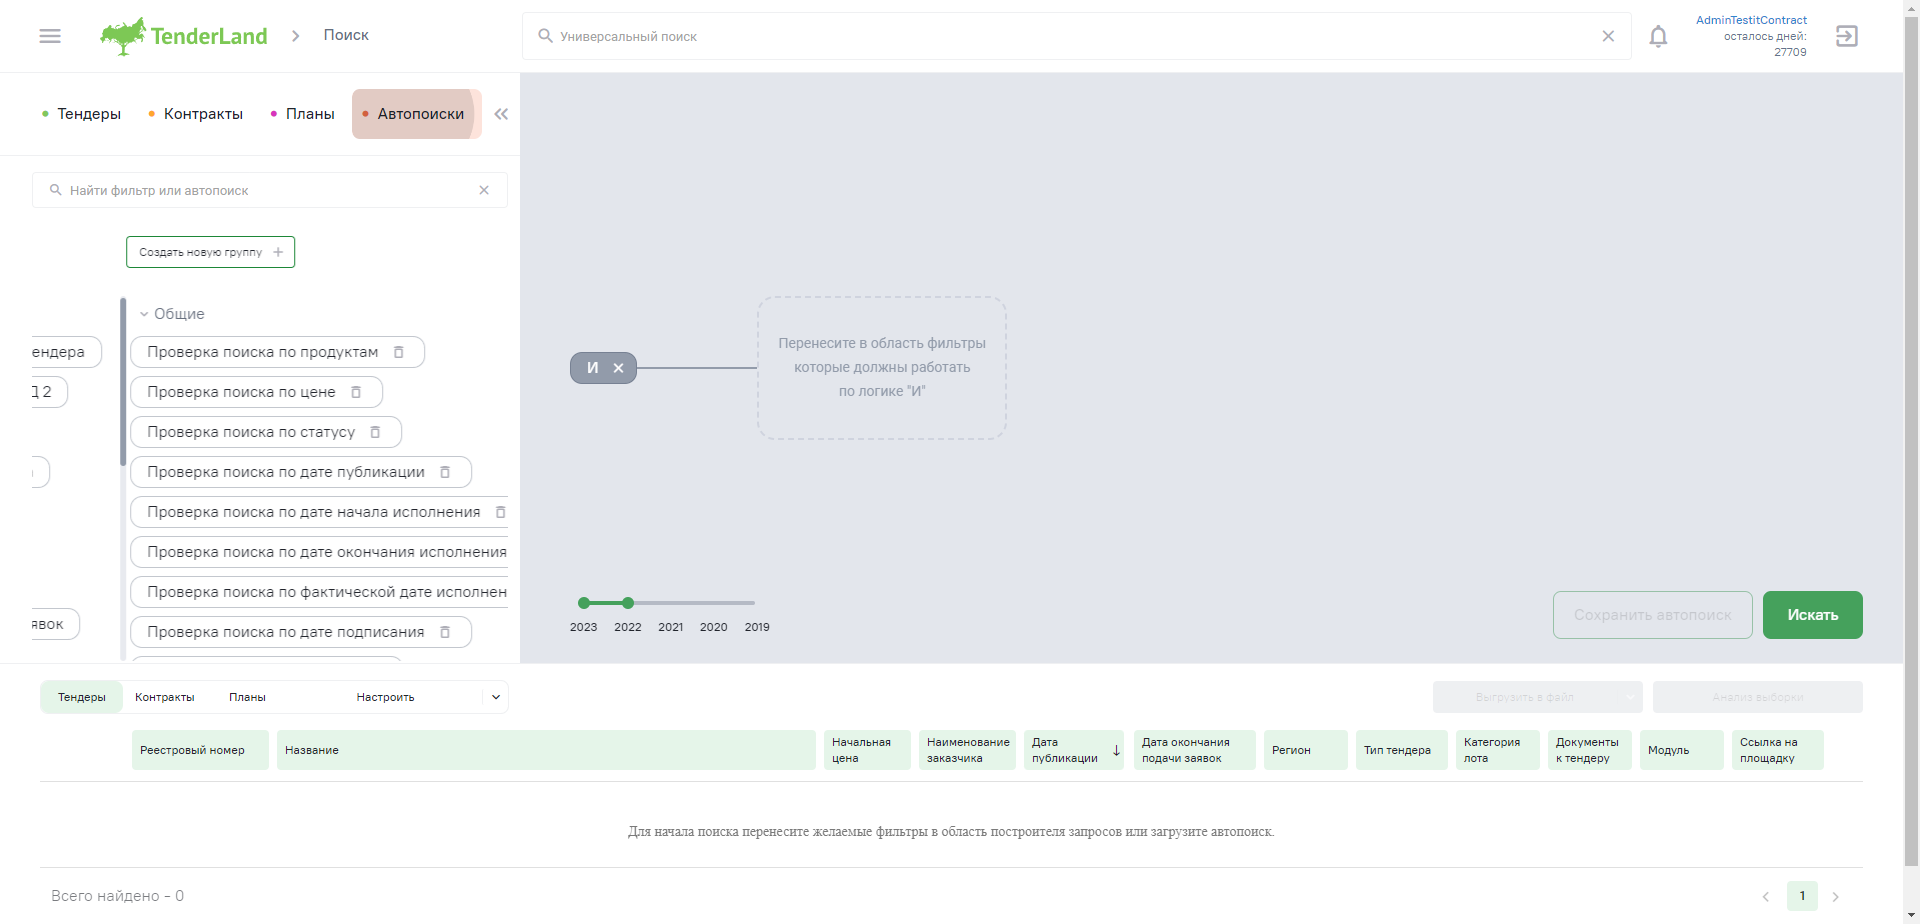 TenderLand
Поиск
Универсальный поиск
AdminTestitContract
осталось дней:
27709
Тендеры
Контракты
Планы
Автопоиски
Найти фильтр или автопоиск
Создать новую группу
Общие
ендера
Проверка поиска по продуктам
Д 2
Проверка поиска по цене
Проверка поиска по статусу
Проверка поиска по дате публикации
Проверка поиска по дате начала исполнения
Проверка поиска по дате окончания исполнения
Проверка поиска по фактической дате исполнен
явок
Проверка поиска по дате подписания
И
Перенесите в область фильтры
которые должны работать
по логике "И"
2023 2022 2021 2020 2019
Сохранить автопоиск
Искать
Тендеры
Контракты
Планы
Настроить
Выгрузить в файл
Анализ выборки
Реестровый номер
Название
Начальная
цена
Наименование
заказчика
Дата
публикации
Дата окончания
подачи заявок
Регион
Тип тендера
Категория
лота
Документы
к тендеру
Модуль
Ссылка на
площадку
Для начала поиска перенесите желаемые фильтры в область построителя запросов или загрузите автопоиск.
Всего найдено - 0
1